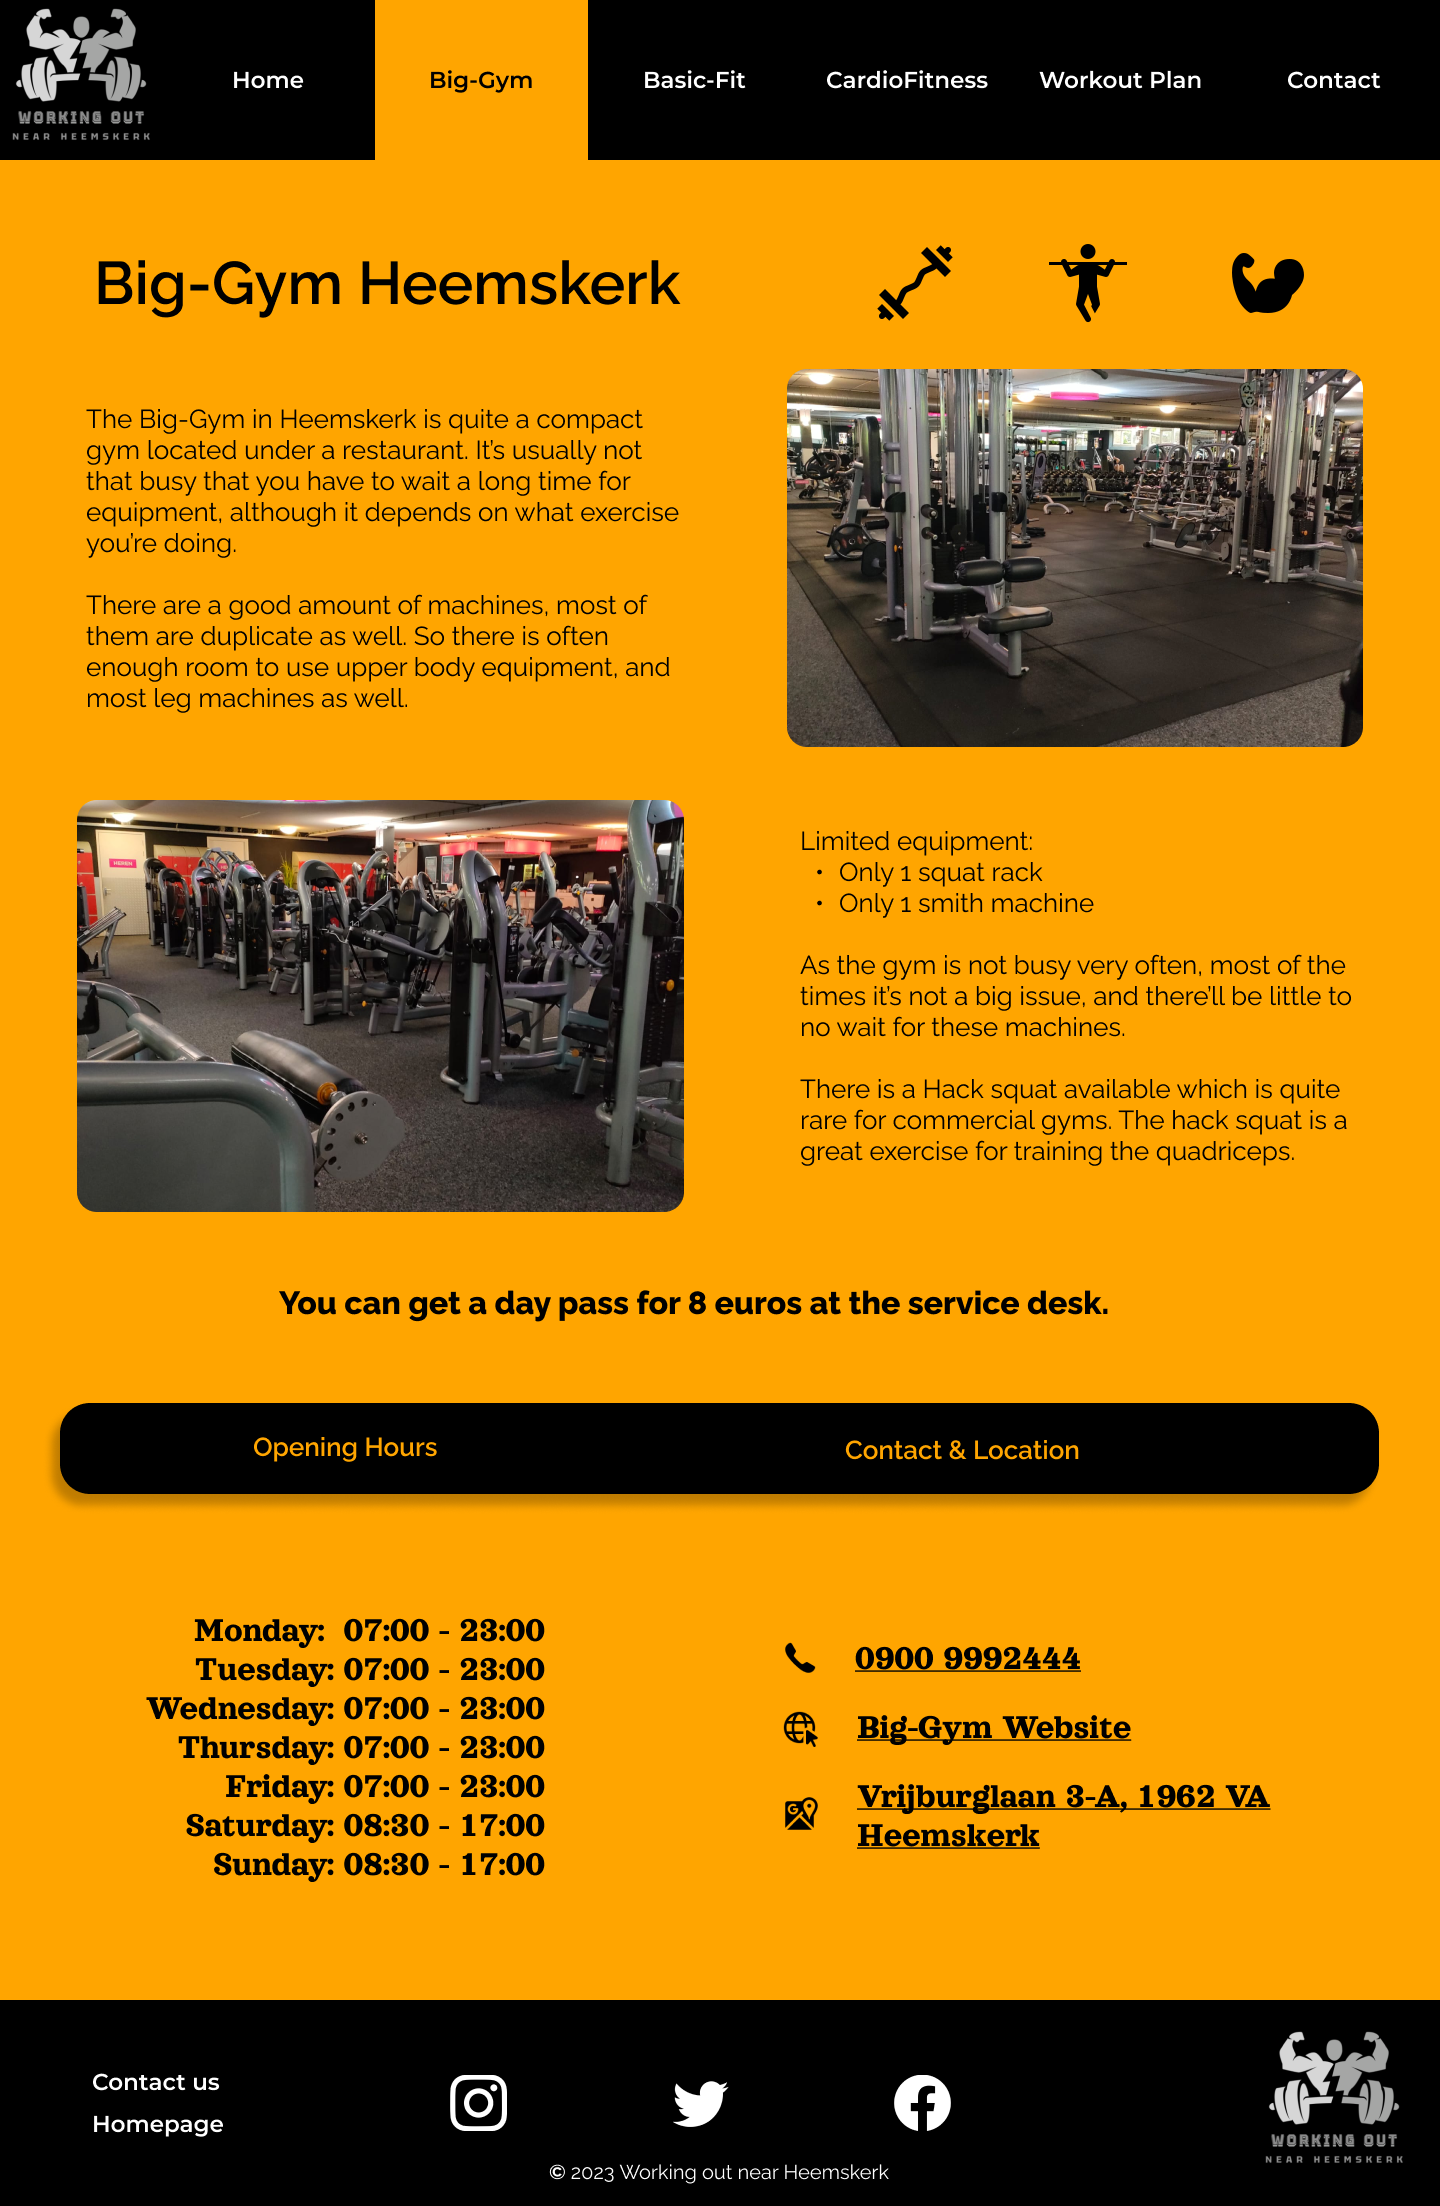 WORKING OUT
NEAR HEEMSKERK
Home
Big-Gym
Basic-Fit
CardioFitness
Workout Plan
Contact
Big-Gym Heemskerk
The Big-Gym in Heemskerk is quite a compact
gym located under a restaurant. It's usually not
that busy that you have to wait a long time for
equipment, although it depends on what exercise
you're doing.
There are a good amount of machines, most of
them are duplicate as well. So there is often
enough room to use upper body equipment, and
most leg machines as well.
HEREN
Limited equipment:
• Only 1 squat rack
• Only 1 smith machine
As the gym is not busy very often, most of the
times it's not a big issue, and there'll be little to
no wait for these machines.
There is a Hack squat available which is quite
rare for commercial gyms. The hack squat is a
great exercise for training the quadriceps.
You can get a day pass for 8 euros at the service desk.
Opening Hours
Contact & Location
Monday: 07:00 - 23:00
Tuesday: 07:00 - 23:00
Wednesday: 07:00 - 23:00
Thursday: 07:00 - 23:00
Friday: 07:00 - 23:00
Saturday: 08:30 - 17:00
Sunday: 08:30 - 17:00
0900 9992444
Big-Gym Website
G
Vrijburglaan 3-A, 1962 VA
Heemskerk
Contact us
Homepage
© 2023 Working out near Heemskerk
WORKING OUT
NEAR HEEMSKERK